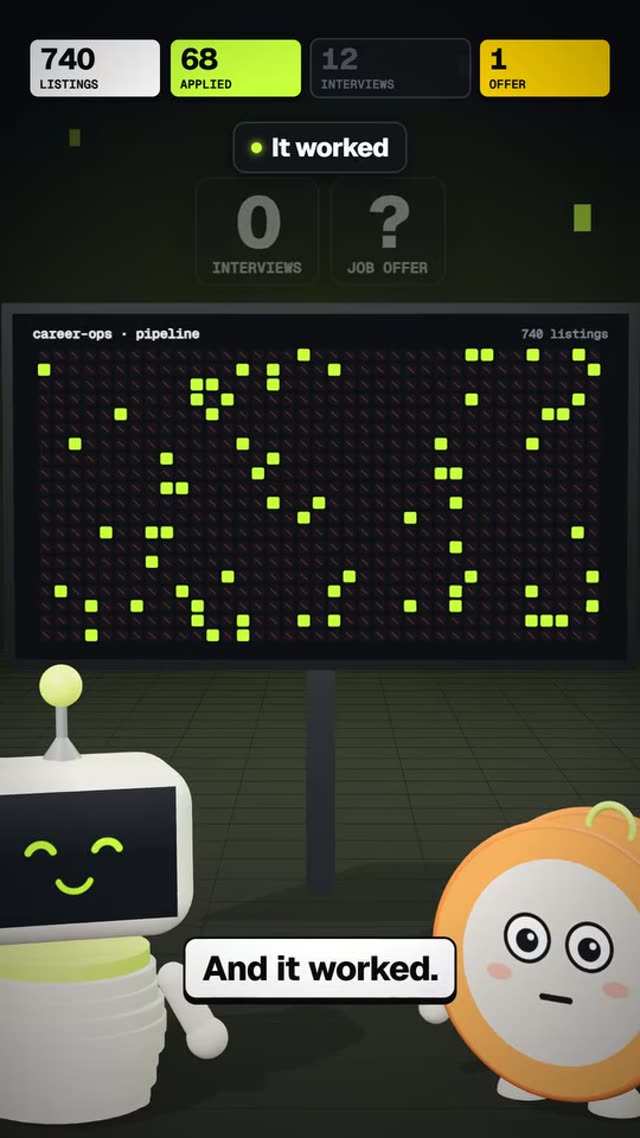 740
LISTINGS
68
APPLIED
12
INTERVIEWS
1
OFFER
It worked
0
INTERVIEWS
?
JOB OFFER
career-ops · pipeline
740 listings
And it worked.